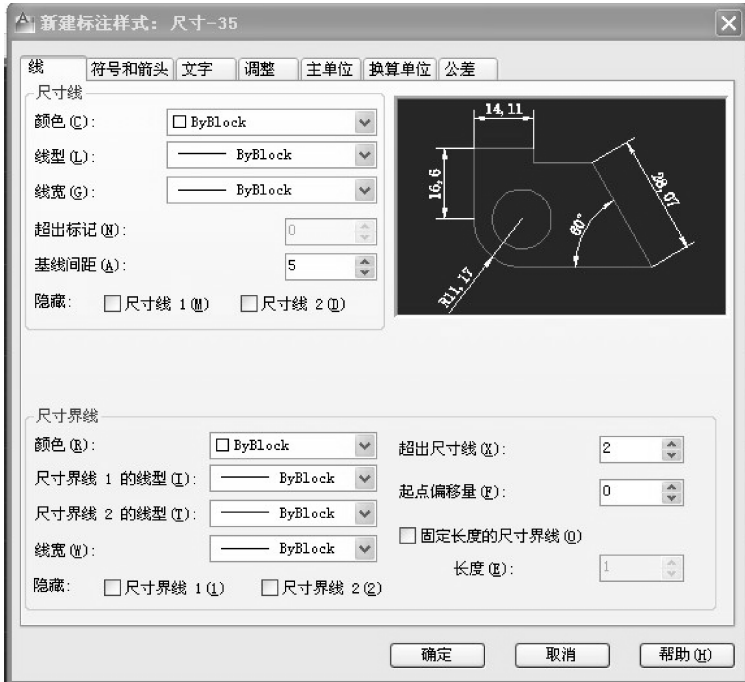 新建标注样式: 尺寸-35
线 符号和箭头 文字 调整 主单位 换算单位 公差
尺寸线
颜色(C): ByBlock
线型(L): ByBlock
线宽(G): ByBlock
超出标记(N): 0
基线间距(A): 5
隐藏: 尺寸线 1(M) 尺寸线 2(D)
14,11
16,6
28,07
60°
R11,17
尺寸界线
颜色(R): ByBlock
尺寸界线 1 的线型(I): ByBlock
尺寸界线 2 的线型(T): ByBlock
线宽(W): ByBlock
隐藏: 尺寸界线 1(1) 尺寸界线 2(2)
超出尺寸线(X): 2
起点偏移量(F): 0
固定长度的尺寸界线(O)
长度(E): 1
确定 取消 帮助(H)